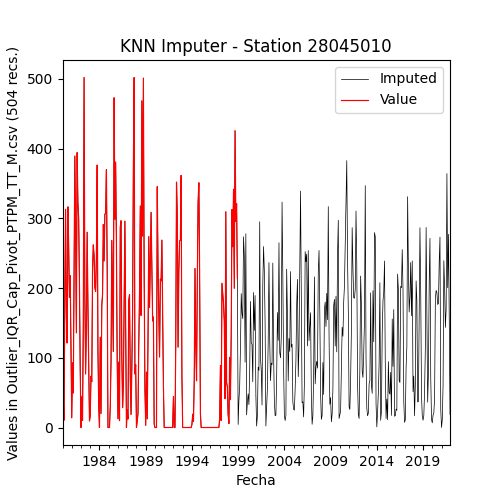 KNN Imputer - Station 28045010
Values in Outlier_IQR_Cap_Pivot_PTPM_TT_M.csv (504 recs.)
500
400
300
200
100
0
Imputed
Value
1984 1989 1994 1999 2004 2009 2014 2019
Fecha